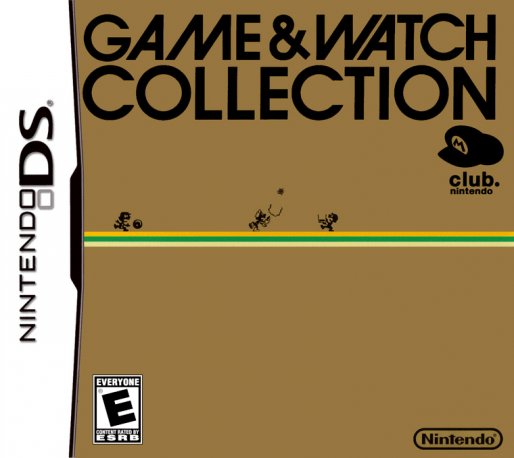 GAME & WATCH
COLLECTION
NINTENDO DS®
M
club.
nintendo
EVERYONE
E
CONTENT RATED BY
ESRB
Nintendo